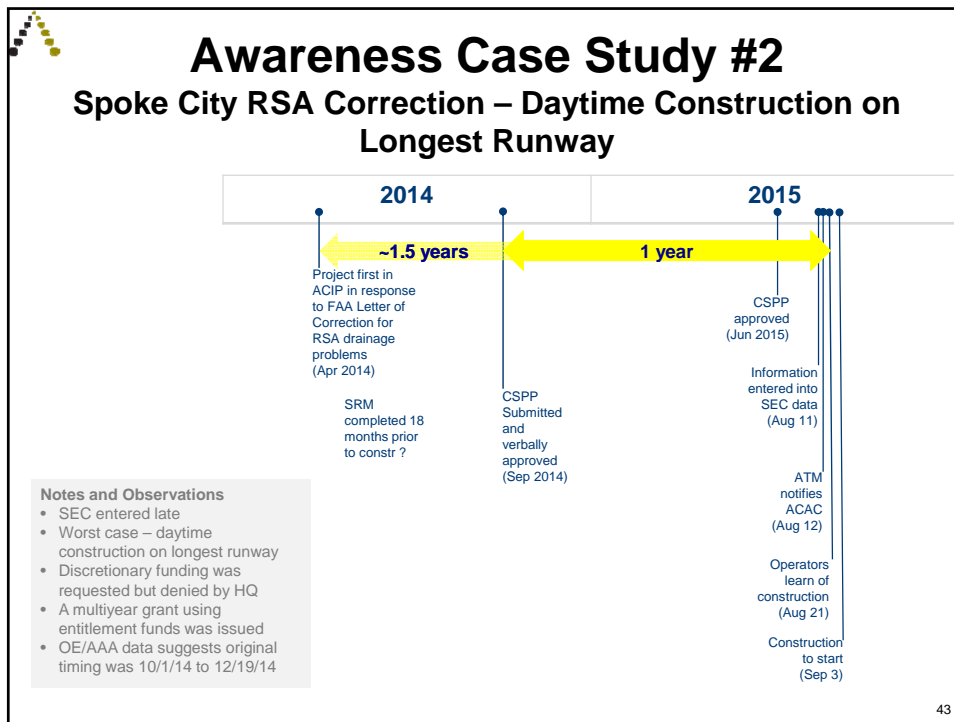 Awareness Case Study #2
Spoke City RSA Correction – Daytime Construction on
Longest Runway
2014
2015
~1.5 years
1 year
Project first in
ACIP in response
to FAA Letter of
Correction for
RSA drainage
problems
(Apr 2014)
SRM
completed 18
months prior
to constr ?
CSPP
Submitted
and
verbally
approved
(Sep 2014)
CSPP
approved
(Jun 2015)
Information
entered into
SEC data
(Aug 11)
ATM
notifies
ACAC
(Aug 12)
Operators
learn of
construction
(Aug 21)
Construction
to start
(Sep 3)
Notes and Observations
• SEC entered late
• Worst case – daytime
construction on longest runway
• Discretionary funding was
requested but denied by HQ
• A multiyear grant using
entitlement funds was issued
• OE/AAA data suggests original
timing was 10/1/14 to 12/19/14
43